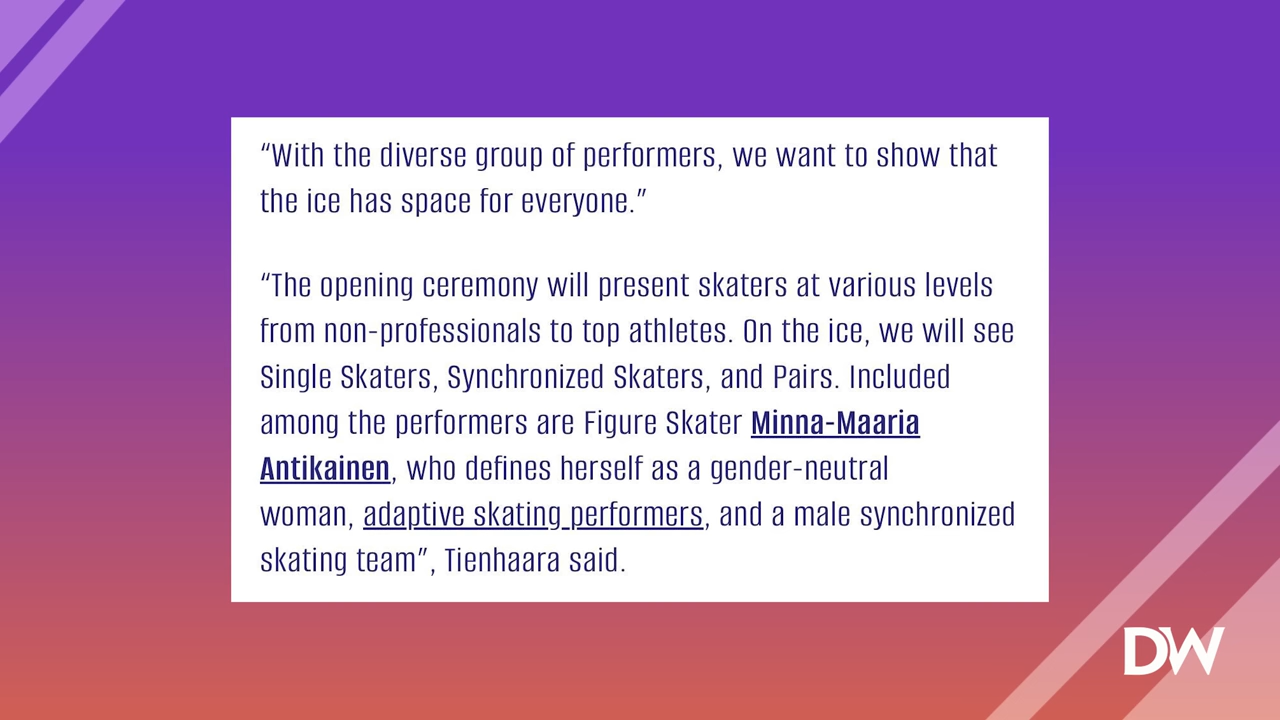 “With the diverse group of performers, we want to show that
the ice has space for everyone.”
“The opening ceremony will present skaters at various levels
from non-professionals to top athletes. On the ice, we will see
Single Skaters, Synchronized Skaters, and Pairs. Included
among the performers are Figure Skater Minna-Maaria
Antikainen, who defines herself as a gender-neutral
woman, adaptive skating performers, and a male synchronized
skating team”, Tienhaara said.
DW